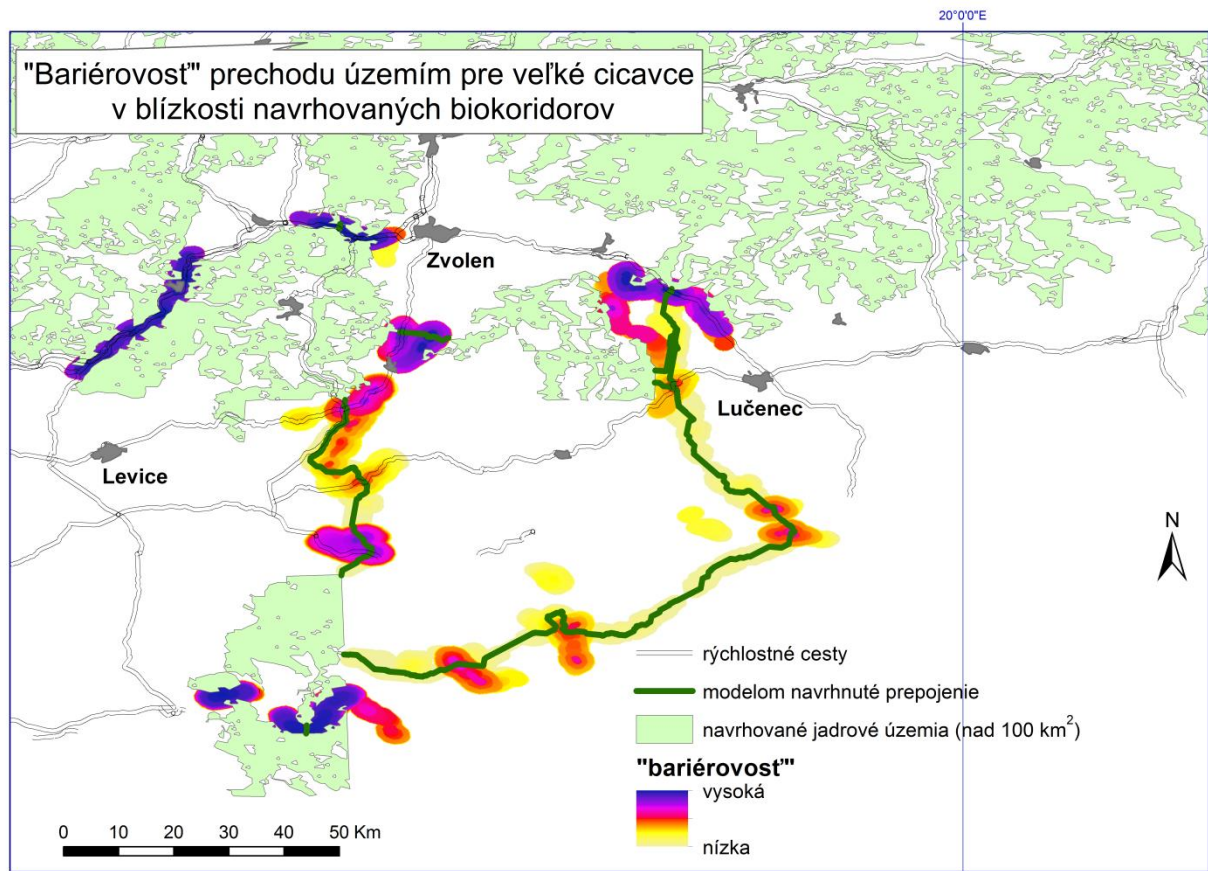 20°0'0"E
"Bariérovosť" prechodu územím pre veľké cicavce
v blízkosti navrhovaných biokoridorov
Zvolen
Lučenec
Levice
N
rýchlostné cesty
modelom navrhnuté prepojenie
navrhované jadrové územia (nad 100 km²)
"bariérovosť"
vysoká
nízka
0 10 20 30 40 50 Km